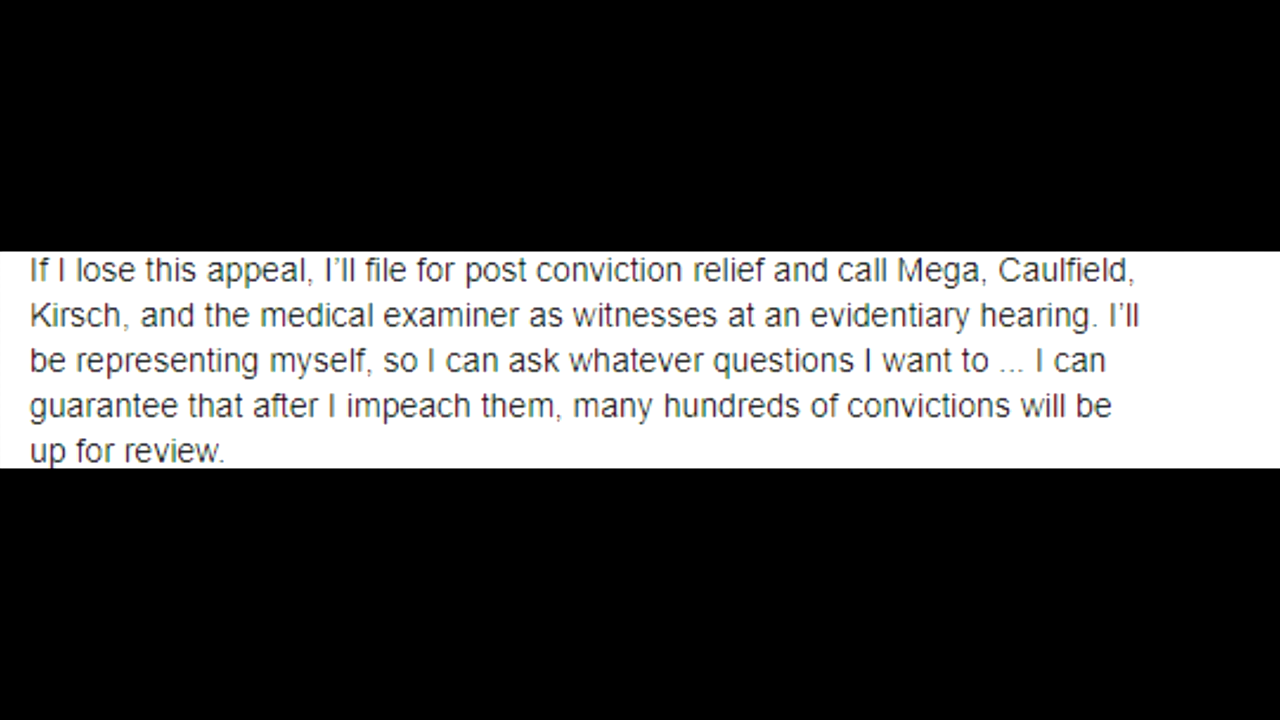 If I lose this appeal, I’ll file for post conviction relief and call Mega, Caulfield,
Kirsch, and the medical examiner as witnesses at an evidentiary hearing. I’ll
be representing myself, so I can ask whatever questions I want to ... I can
guarantee that after I impeach them, many hundreds of convictions will be
up for review.